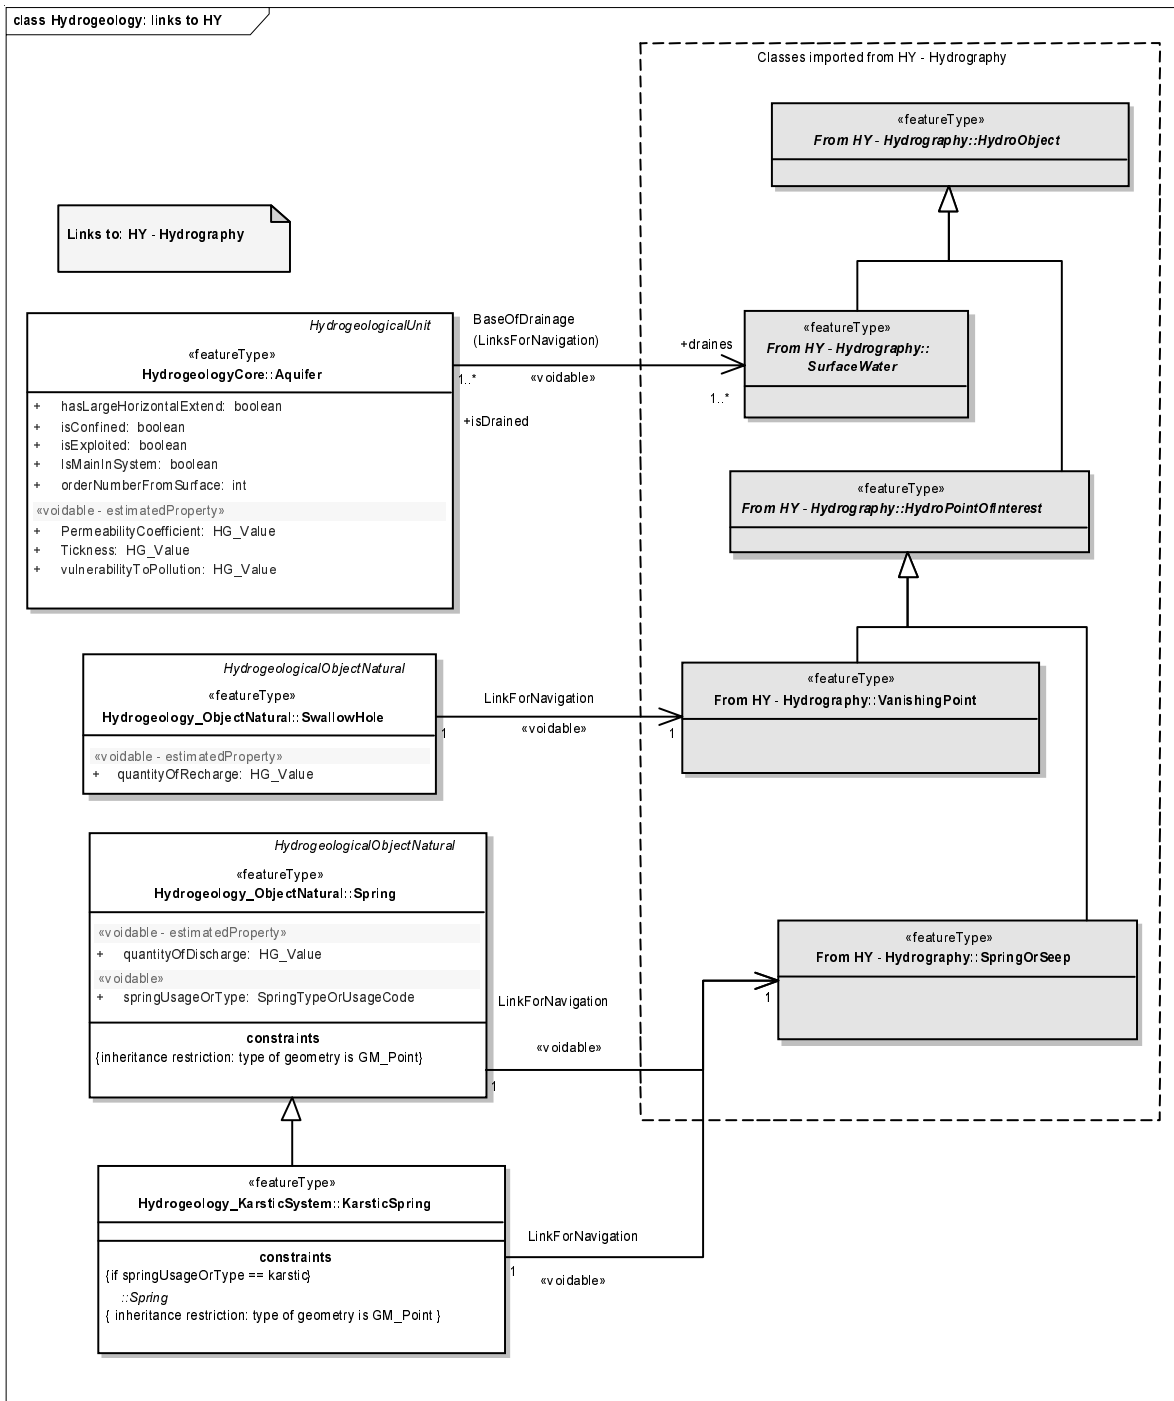 class Hydrogeology: links to HY
Classes imported from HY - Hydrography
«featureType»
From HY - Hydrography::HydroObject
Links to: HY - Hydrography
HydrogeologicalUnit
«featureType»
HydrogeologyCore::Aquifer
+ hasLargeHorizontalExtend: boolean
+ isConfined: boolean
+ isExploited: boolean
+ IsMainInSystem: boolean
+ orderNumberFromSurface: int
«voidable - estimatedProperty»
+ PermeabilityCoefficient: HG_Value
+ Tickness: HG_Value
+ vulnerabilityToPollution: HG_Value
BaseOfDrainage
(LinksForNavigation)
+draines
1..*
«voidable»
1..*
+isDrained
«featureType»
From HY - Hydrography::
SurfaceWater
«featureType»
From HY - Hydrography::HydroPointOfInterest
HydrogeologicalObjectNatural
«featureType»
Hydrogeology_ObjectNatural::SwallowHole
«voidable - estimatedProperty»
+ quantityOfRecharge: HG_Value
LinkForNavigation
«voidable»
1
1
«featureType»
From HY - Hydrography::VanishingPoint
HydrogeologicalObjectNatural
«featureType»
Hydrogeology_ObjectNatural::Spring
«voidable - estimatedProperty»
+ quantityOfDischarge: HG_Value
«voidable»
+ springUsageOrType: SpringTypeOrUsageCode
constraints
{inheritance restriction: type of geometry is GM_Point}
LinkForNavigation
«voidable»
1
1
«featureType»
From HY - Hydrography::SpringOrSeep
«featureType»
Hydrogeology_KarsticSystem::KarsticSpring
constraints
{if springUsageOrType == karstic}
::Spring
{ inheritance restriction: type of geometry is GM_Point }
LinkForNavigation
1
«voidable»